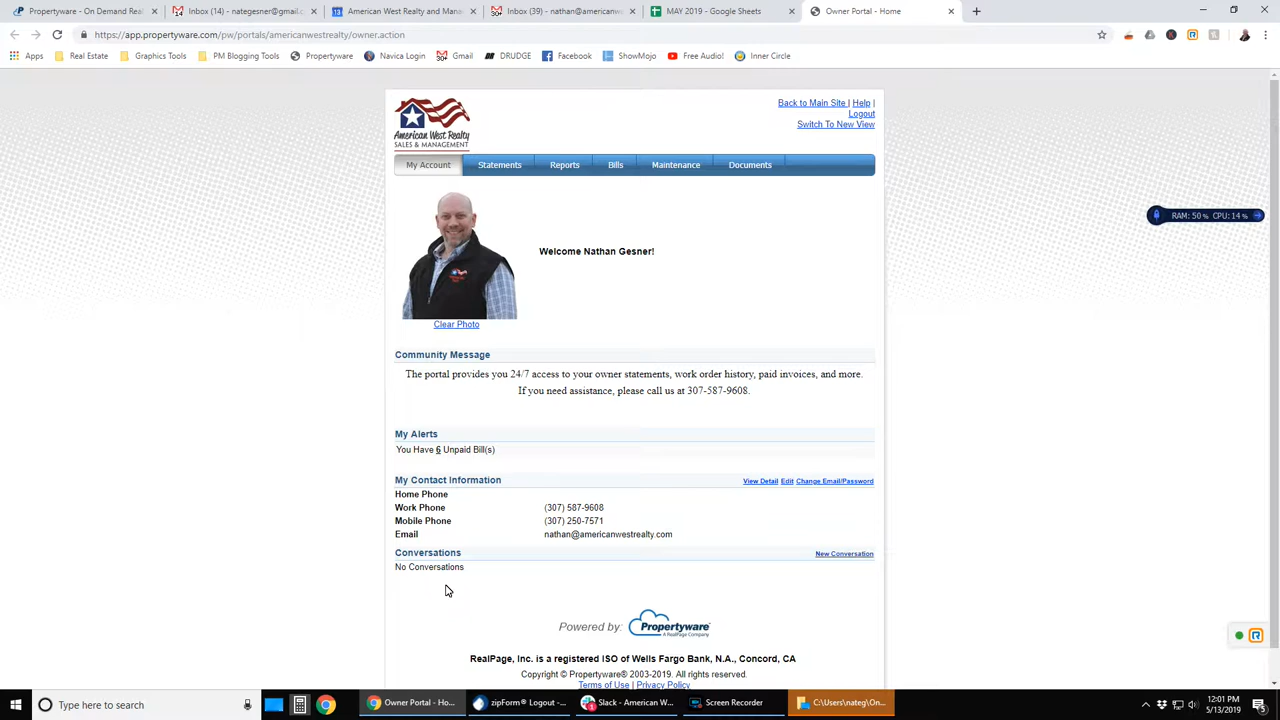 Propertyware - On Demand Real
Inbox (14) - nategesner@gmail.c
American West Realty and Manag
Inbox (39) - nathan@americanwe
MAY 2019 - Google Sheets
Owner Portal - Home
https://app.propertyware.com/pw/portals/americanwestrealty/owner.action
Apps
Real Estate
Graphics Tools
PM Blogging Tools
Propertyware
Navica Login
Gmail
DRUDGE
Facebook
ShowMojo
Free Audio!
Inner Circle
American West Realty
SALES & MANAGEMENT
Back to Main Site | Help |
Logout
Switch To New View
My Account
Statements
Reports
Bills
Maintenance
Documents
RAM: 50 % CPU: 14 %
Welcome Nathan Gesner!
Clear Photo
Community Message
The portal provides you 24/7 access to your owner statements, work order history, paid invoices, and more.
If you need assistance, please call us at 307-587-9608.
My Alerts
You Have 6 Unpaid Bill(s)
My Contact Information
View Detail Edit Change Email/Password
Home Phone
Work Phone (307) 587-9608
Mobile Phone (307) 250-7571
Email nathan@americanwestrealty.com
Conversations
New Conversation
No Conversations
Powered by: Propertyware
A RealPage Company
RealPage, Inc. is a registered ISO of Wells Fargo Bank, N.A., Concord, CA
Copyright © Propertyware® 2003-2019. All rights reserved.
Terms of Use | Privacy Policy
Type here to search
Owner Portal - Ho...
zipForm® Logout -...
Slack - American W...
Screen Recorder
C:\Users\nateg\On...
12:01 PM
5/13/2019